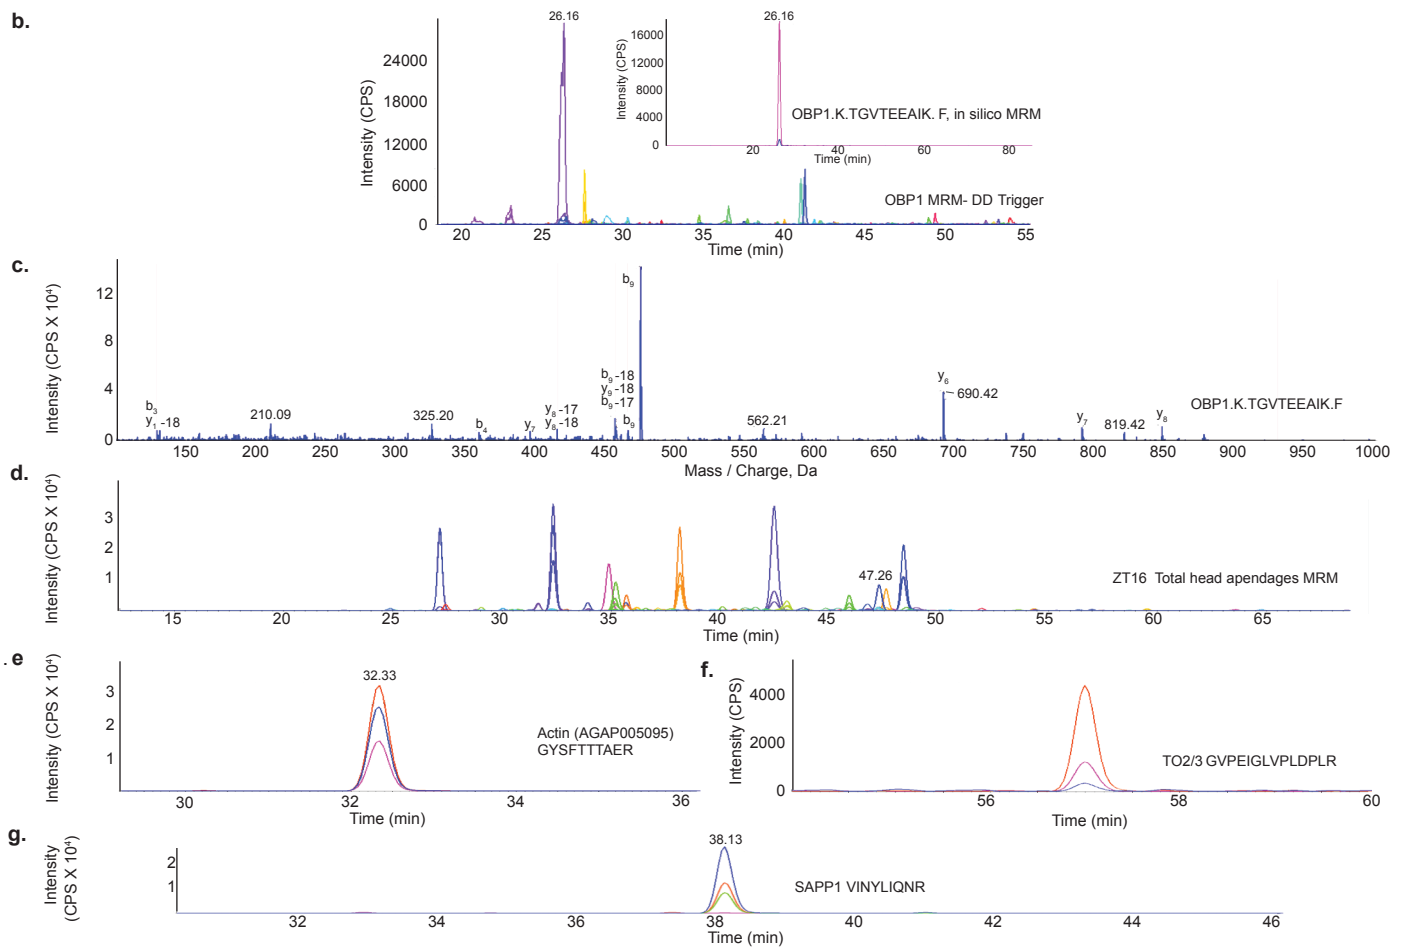 b.
26.16
24000
18000
12000
6000
0
Intensity (CPS)
20 25 30 35 40 45 50 55
Time (min)
OBP1 MRM- DD Trigger
26.16
16000
12000
8000
4000
0
Intensity (CPS)
20 40 60 80
Time (min)
OBP1.K.TGVTEEAIK. F, in silico MRM
c.
12
8
4
0
Intensity (CPS X 10⁴)
b₃
y₁-18
210.09
325.20
b₄
y₇
y₈-17
y₈-18
b₉-18
y₉-18
b₉-17
b₉
b₉
562.21
y₆
690.42
y₇
819.42
y₈
OBP1.K.TGVTEEAIK.F
150 200 250 300 350 400 450 500 550 600 650 700 750 800 850 900 950 1000
Mass / Charge, Da
d.
3
2
1
Intensity (CPS X 10⁴)
47.26
ZT16 Total head apendages MRM
15 20 25 30 35 40 45 50 55 60 65
Time (min)
. e
3
2
1
Intensity (CPS X 10⁴)
32.33
Actin (AGAP005095)
GYSFTTTAER
30 32 34 36
Time (min)
f.
4000
2000
0
Intensity (CPS)
TO2/3 GVPEIGLVPLDPLR
56 58 60
Time (min)
g.
2
1
Intensity
(CPS X 10⁴)
38.13
SAPP1 VINYLIQNR
32 34 36 38 40 42 44 46
Time (min)